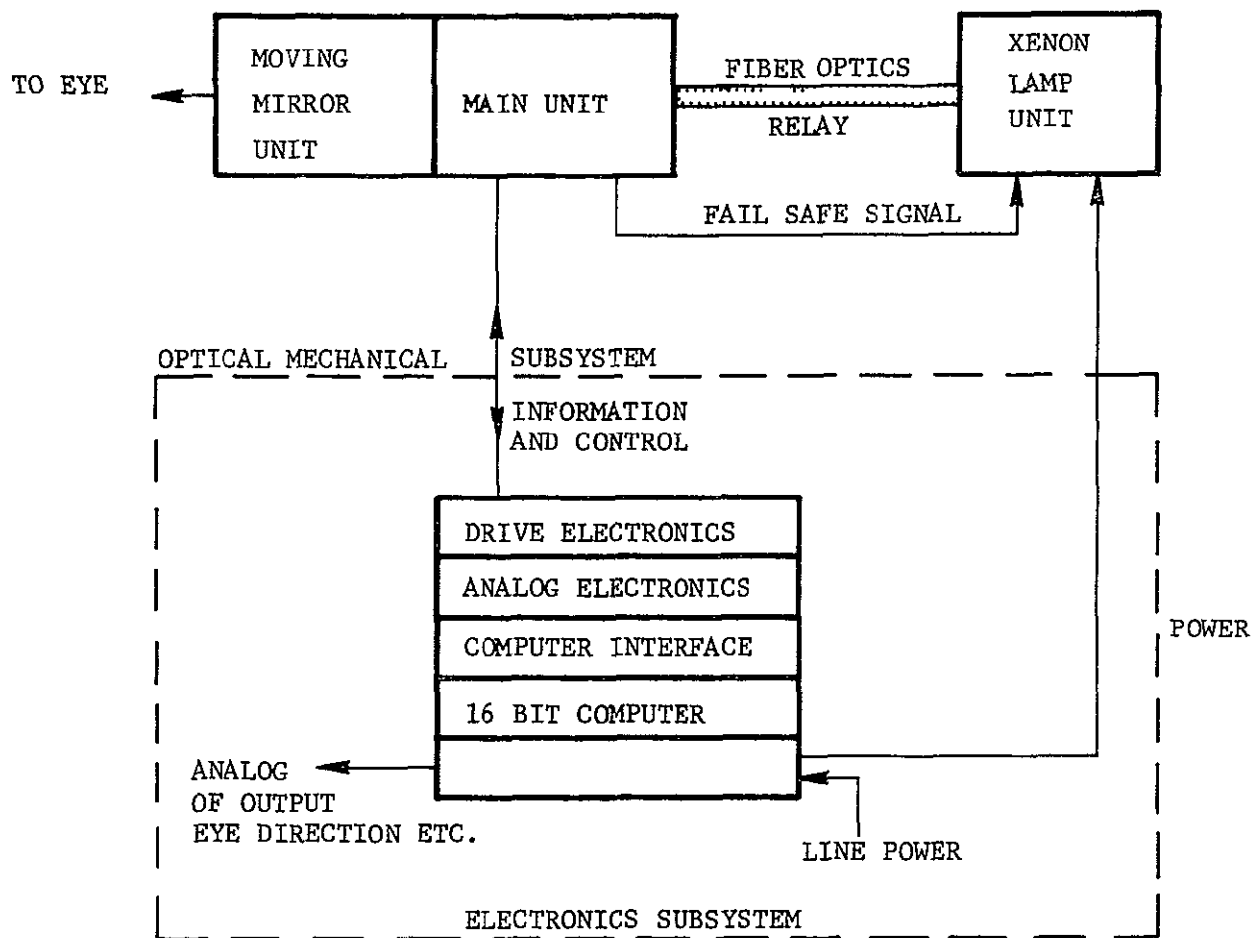 TO EYE
MOVING
MIRROR
UNIT
MAIN UNIT
FIBER OPTICS
RELAY
XENON
LAMP
UNIT
FAIL SAFE SIGNAL
OPTICAL MECHANICAL SUBSYSTEM
INFORMATION
AND CONTROL
DRIVE ELECTRONICS
ANALOG ELECTRONICS
COMPUTER INTERFACE
16 BIT COMPUTER
POWER
ANALOG
OF OUTPUT
EYE DIRECTION ETC.
LINE POWER
ELECTRONICS SUBSYSTEM